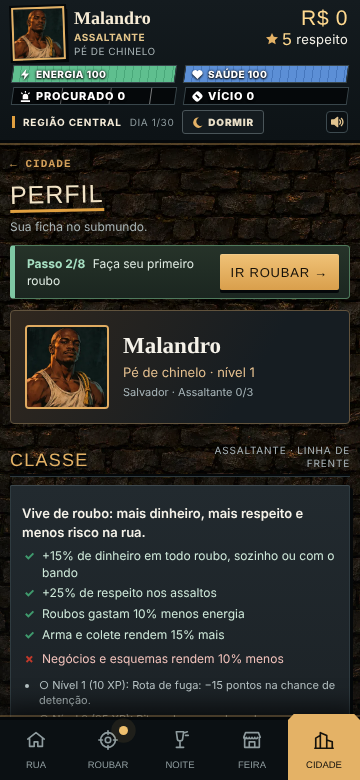 Malandro
ASSALTANTE
PÉ DE CHINELO
R$ 0
5 respeito
ENERGIA 100
SAÚDE 100
PROCURADO 0
VÍCIO 0
REGIÃO CENTRAL DIA 1/30
DORMIR
← CIDADE
PERFIL
Sua ficha no submundo.
Passo 2/8 Faça seu primeiro
roubo
IR ROUBAR →
Malandro
Pé de chinelo · nível 1
Salvador · Assaltante 0/3
CLASSE
ASSALTANTE · LINHA DE
FRENTE
Vive de roubo: mais dinheiro, mais respeito e
menos risco na rua.
✓ +15% de dinheiro em todo roubo, sozinho ou com o
bando
✓ +25% de respeito nos assaltos
✓ Roubos gastam 10% menos energia
✓ Arma e colete rendem 15% mais
× Negócios e esquemas rendem 10% menos
• ○ Nível 1 (10 XP): Rota de fuga: −15 pontos na chance de
detenção.
RUA
ROUBAR
NOITE
FEIRA
CIDADE